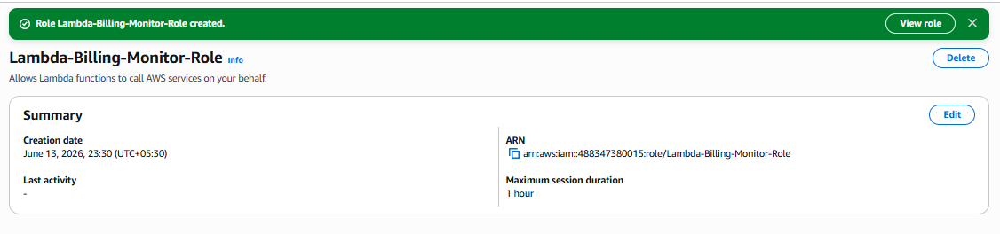 Role Lambda-Billing-Monitor-Role created.
View role
Lambda-Billing-Monitor-Role Info
Delete
Allows Lambda functions to call AWS services on your behalf.
Summary
Edit
Creation date
June 13, 2026, 23:30 (UTC+05:30)
ARN
arn:aws:iam::488347380015:role/Lambda-Billing-Monitor-Role
Last activity
-
Maximum session duration
1 hour